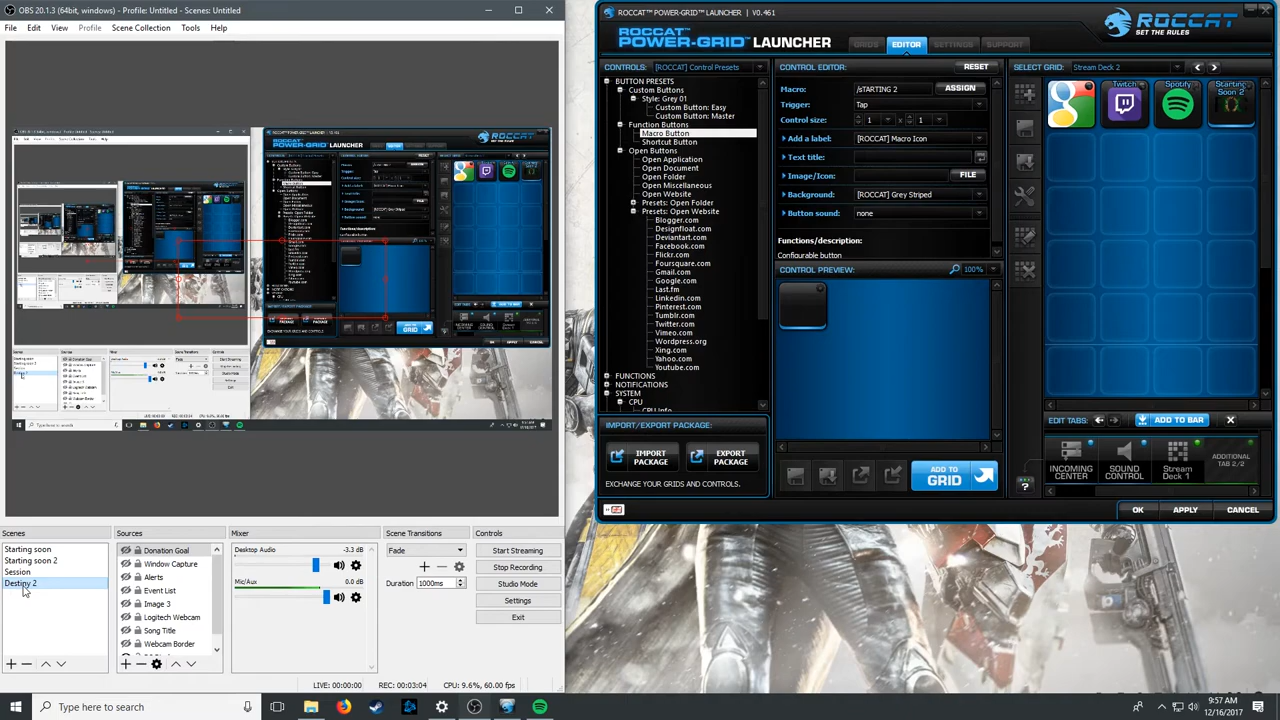 OBS 20.1.3 (64bit, windows) - Profile: Untitled - Scenes: Untitled
File Edit View Profile Scene Collection Tools Help
Scenes
Starting soon
Starting soon 2
Session
Destiny 2
Sources
Donation Goal
Window Capture
Alerts
Event List
Image 3
Logitech Webcam
Song Title
Webcam Border
Mixer
Desktop Audio -3.3 dB
Mic/Aux 0.0 dB
Scene Transitions
Fade
Duration 1000ms
Controls
Start Streaming
Stop Recording
Studio Mode
Settings
Exit
LIVE: 00:00:00 REC: 00:03:04 CPU: 9.6%, 60.00 fps
ROCCAT POWER-GRID LAUNCHER | V0.461
ROCCAT
POWER-GRID™ LAUNCHER
GRIDS EDITOR SETTINGS SUPPORT
ROCCAT
SET THE RULES
CONTROLS: [ROCCAT] Control Presets
BUTTON PRESETS
Custom Buttons
Style: Grey 01
Custom Button: Easy
Custom Button: Master
Function Buttons
Macro Button
Shortcut Button
Open Buttons
Open Application
Open Document
Open Folder
Open Miscellaneous
Open Website
Presets: Open Folder
Presets: Open Website
Blogger.com
Designfloat.com
Deviantart.com
Facebook.com
Flickr.com
Foursquare.com
Gmail.com
Google.com
Last.fm
Linkedin.com
Pinterest.com
Tumblr.com
Twitter.com
Vimeo.com
Wordpress.org
Xing.com
Yahoo.com
Youtube.com
FUNCTIONS
NOTIFICATIONS
SYSTEM
CPU
CPU Info
IMPORT/EXPORT PACKAGE:
IMPORT PACKAGE
EXPORT PACKAGE
EXCHANGE YOUR GRIDS AND CONTROLS.
CONTROL EDITOR: RESET
Macro: /sTARTING 2 ASSIGN
Trigger: Tap
Control size: 1 x 1
Add a label: [ROCCAT] Macro Icon
Text title:
Image/Icon: FILE
Background: [ROCCAT] Grey Striped
Button sound: none
Functions/description:
Confiourable button
CONTROL PREVIEW: 100%
ADD TO
GRID
SELECT GRID: Stream Deck 2
Twitch
Spotify
Starting
Soon 2
EDIT TABS: ADD TO BAR
INCOMING
CENTER
SOUND
CONTROL
Stream
Deck 1
ADDITIONAL
TAB 2/2
OK APPLY CANCEL
Type here to search
9:57 AM
12/16/2017